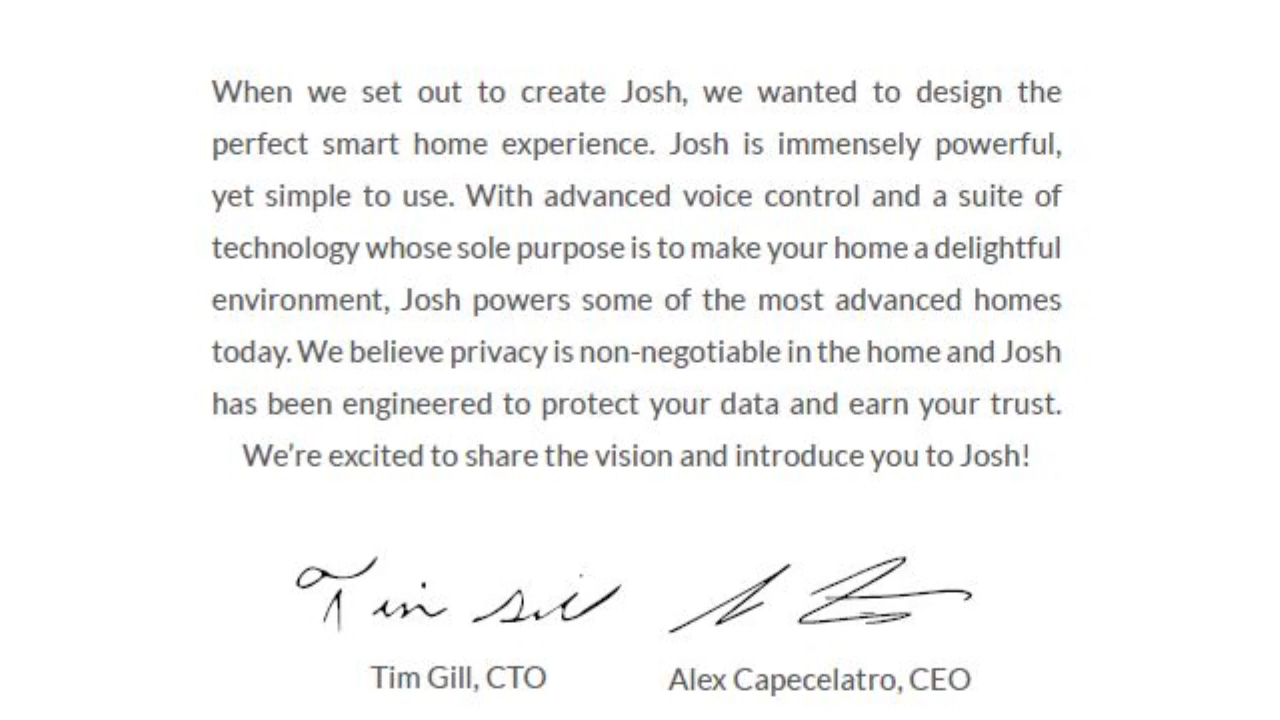 When we set out to create Josh, we wanted to design the
perfect smart home experience. Josh is immensely powerful,
yet simple to use. With advanced voice control and a suite of
technology whose sole purpose is to make your home a delightful
environment, Josh powers some of the most advanced homes
today. We believe privacy is non-negotiable in the home and Josh
has been engineered to protect your data and earn your trust.
We're excited to share the vision and introduce you to Josh!
Tim Gill
Tim Gill, CTO
Alex Capecelatro, CEO